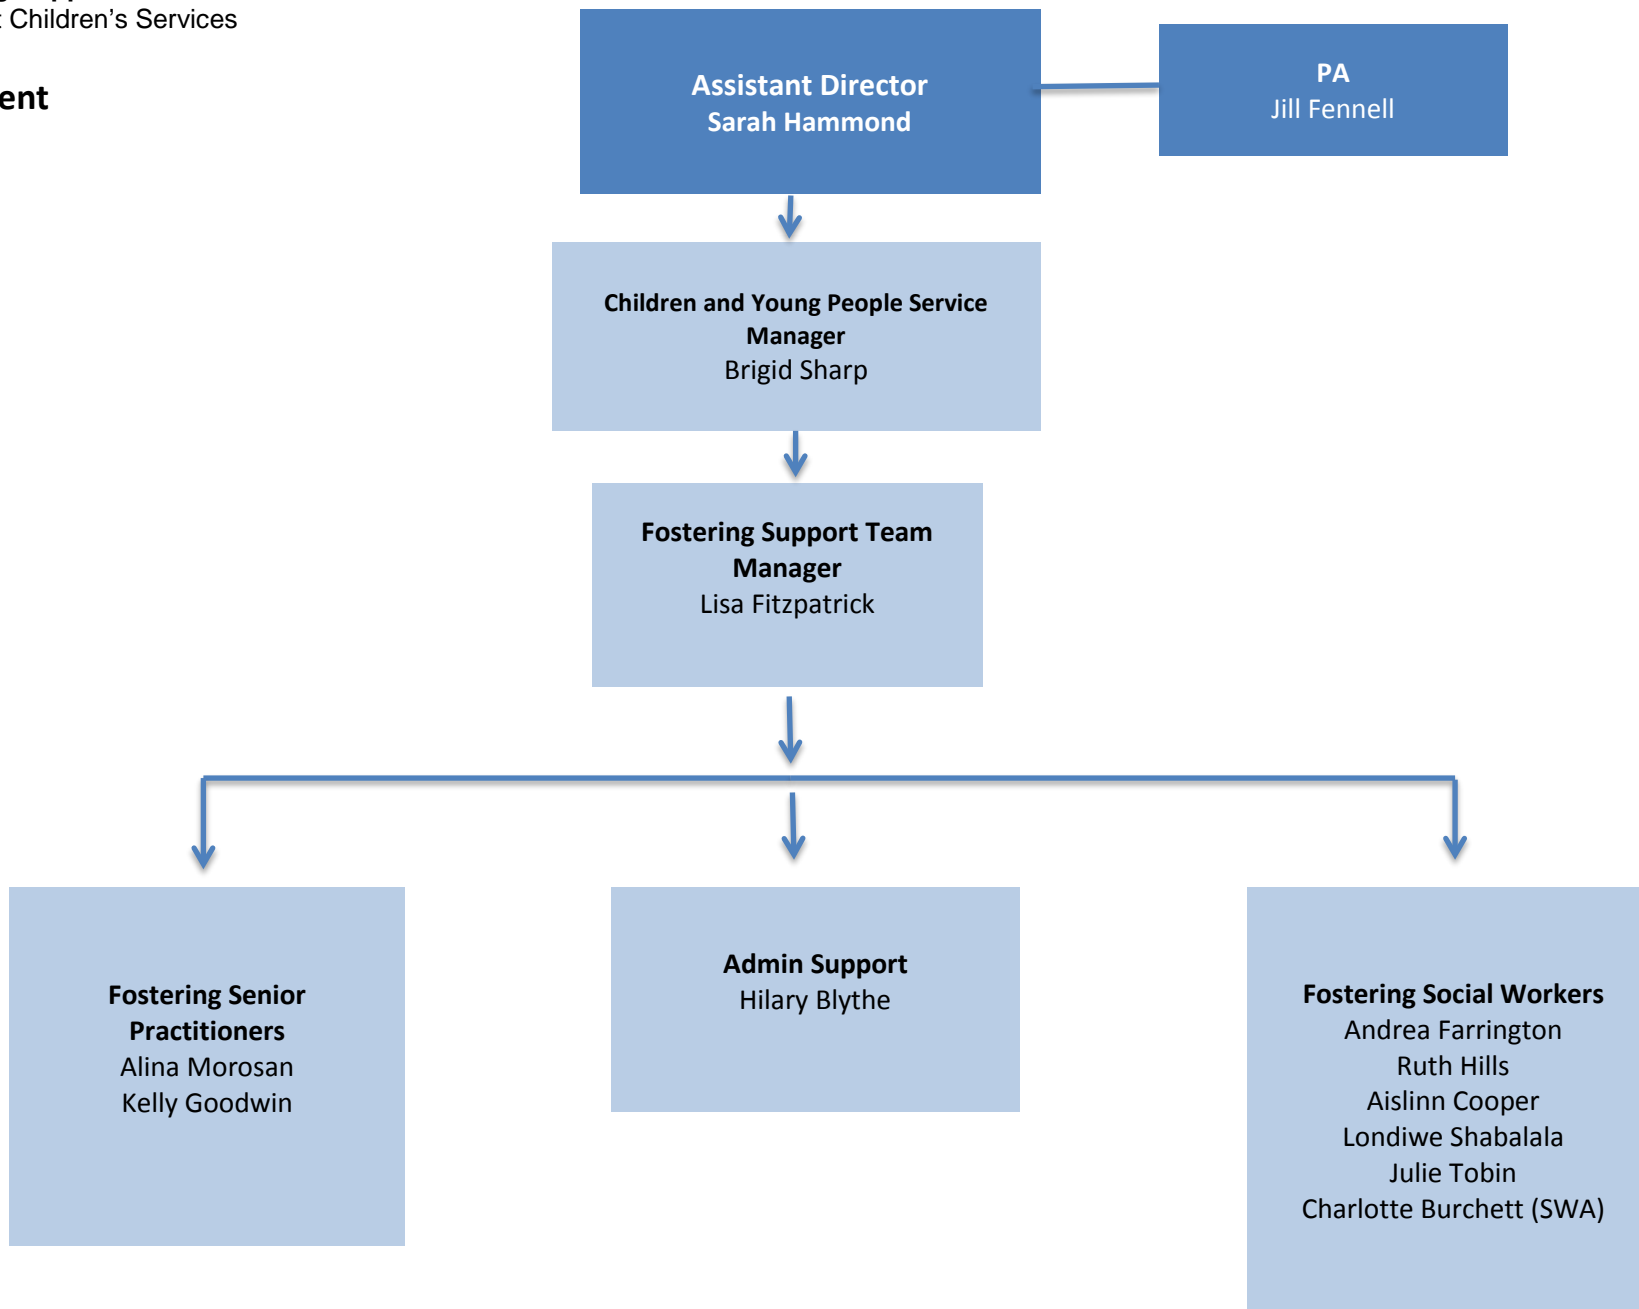 Children's Services
Assistant Director
Sarah Hammond
PA
Jill Fennell
Children and Young People Service
Manager
Brigid Sharp
Fostering Support Team
Manager
Lisa Fitzpatrick
Fostering Senior
Practitioners
Alina Morosan
Kelly Goodwin
Admin Support
Hilary Blythe
Fostering Social Workers
Andrea Farrington
Ruth Hills
Aislinn Cooper
Londiwe Shabalala
Julie Tobin
Charlotte Burchett (SWA)